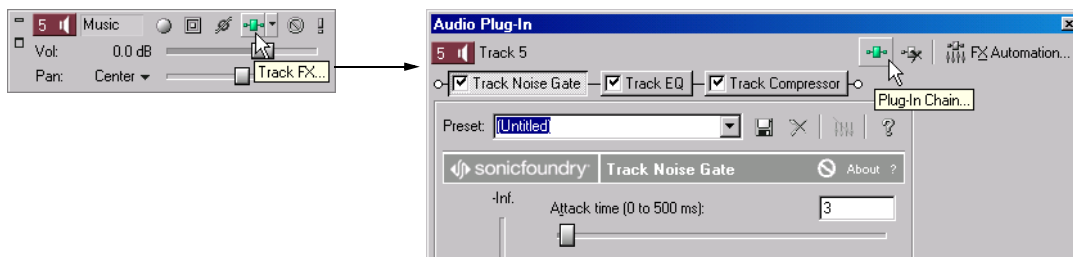 5 Music
Vol: 0.0 dB
Pan: Center
Track FX...
Audio Plug-In
5 Track 5
FX Automation...
Track Noise Gate Track EQ Track Compressor
Plug-In Chain...
Preset: (Untitled)
sonicfoundry Track Noise Gate About ?
-Inf.
Attack time (0 to 500 ms): 3